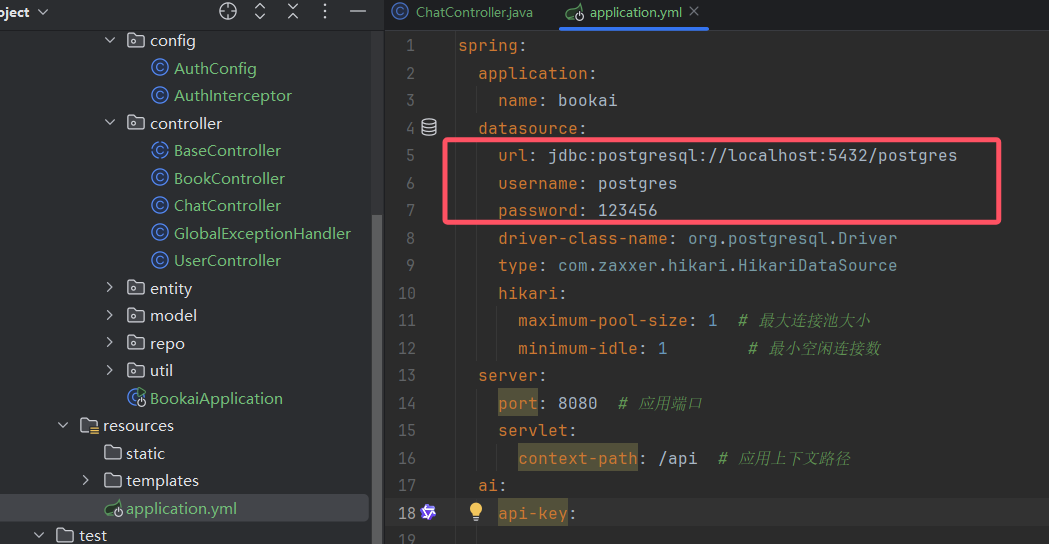 oject
config
AuthConfig
AuthInterceptor
controller
BaseController
BookController
ChatController
GlobalExceptionHandler
UserController
entity
model
repo
util
BookaiApplication
resources
static
templates
application.yml
test
ChatController.java application.yml
1 spring:
2 application:
3 name: bookai
4 datasource:
5 url: jdbc:postgresql://localhost:5432/postgres
6 username: postgres
7 password: 123456
8 driver-class-name: org.postgresql.Driver
9 type: com.zaxxer.hikari.HikariDataSource
10 hikari:
11 maximum-pool-size: 1 # 最大连接池大小
12 minimum-idle: 1 # 最小空闲连接数
13 server:
14 port: 8080 # 应用端口
15 servlet:
16 context-path: /api # 应用上下文路径
17 ai:
18 api-key:
19